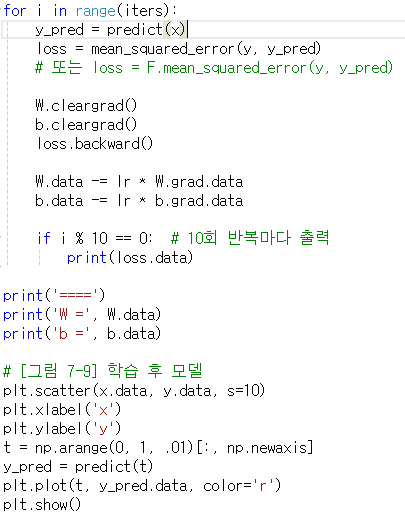 for i in range(iters):
    y_pred = predict(x)
    loss = mean_squared_error(y, y_pred)
    # 또는 loss = F.mean_squared_error(y, y_pred)
    W.cleargrad()
    b.cleargrad()
    loss.backward()
    W.data -= lr * W.grad.data
    b.data -= lr * b.grad.data
    if i % 10 == 0:  # 10회 반복마다 출력
        print(loss.data)
print('====')
print('W =', W.data)
print('b =', b.data)
# [그림 7-9] 학습 후 모델
plt.scatter(x.data, y.data, s=10)
plt.xlabel('x')
plt.ylabel('y')
t = np.arange(0, 1, .01)[:, np.newaxis]
y_pred = predict(t)
plt.plot(t, y_pred.data, color='r')
plt.show()